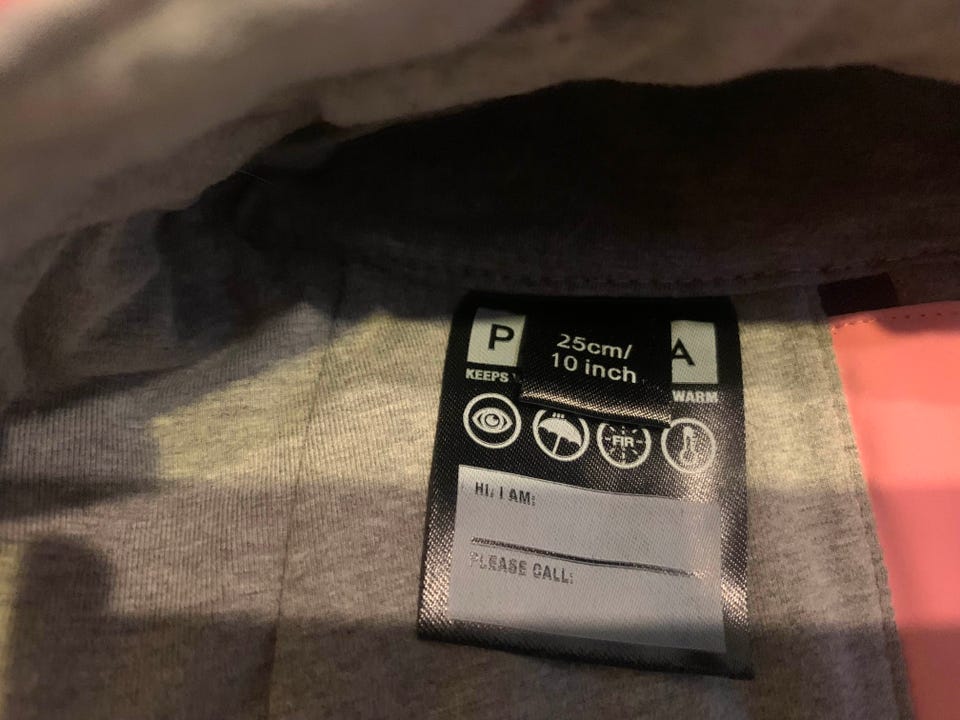 P A
25cm/
10 inch
KEEPS WARM
FIR
HI, I AM:
PLEASE CALL: